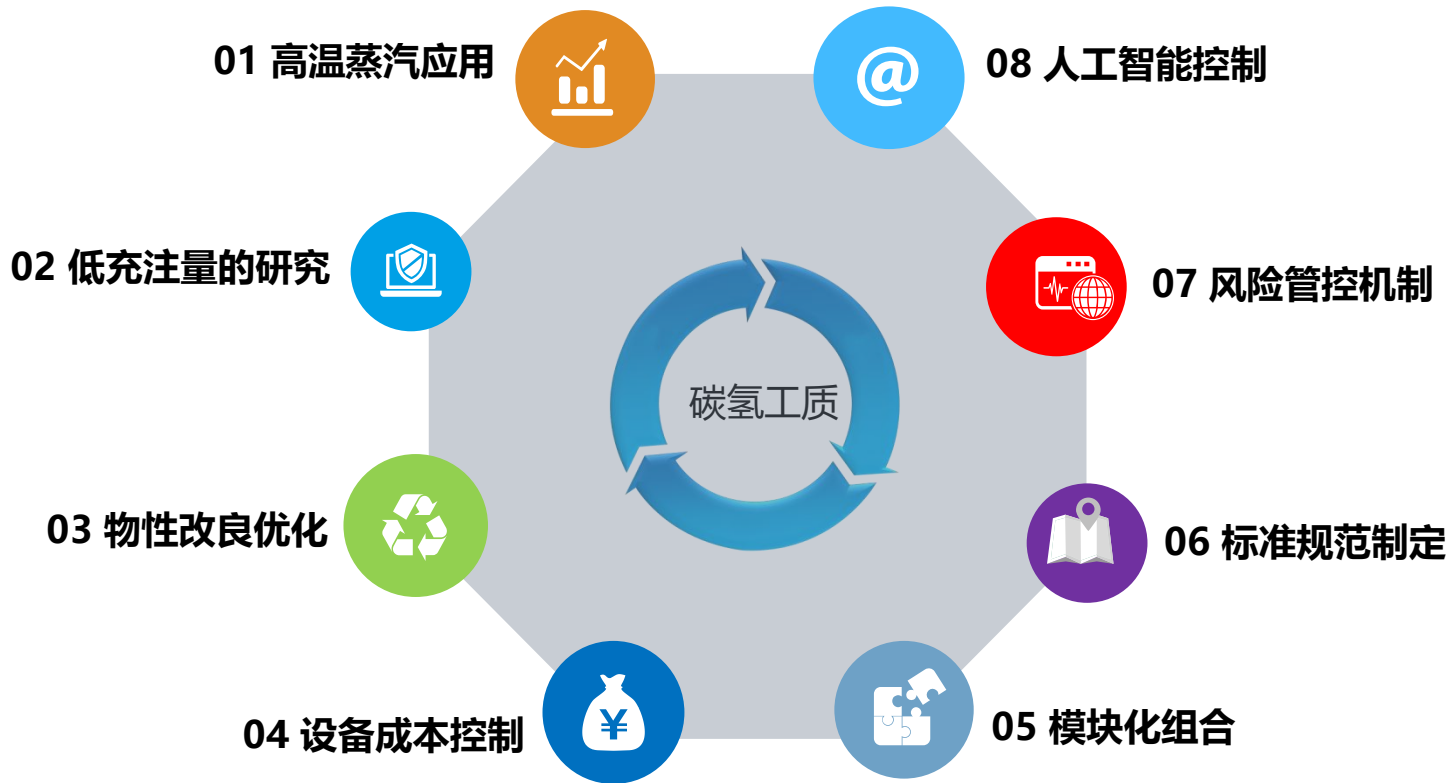 01 高温蒸汽应用
02 低充注量的研究
03 物性改良优化
04 设备成本控制
05 模块化组合
06 标准规范制定
07 风险管控机制
08 人工智能控制
@
碳氢工质
¥